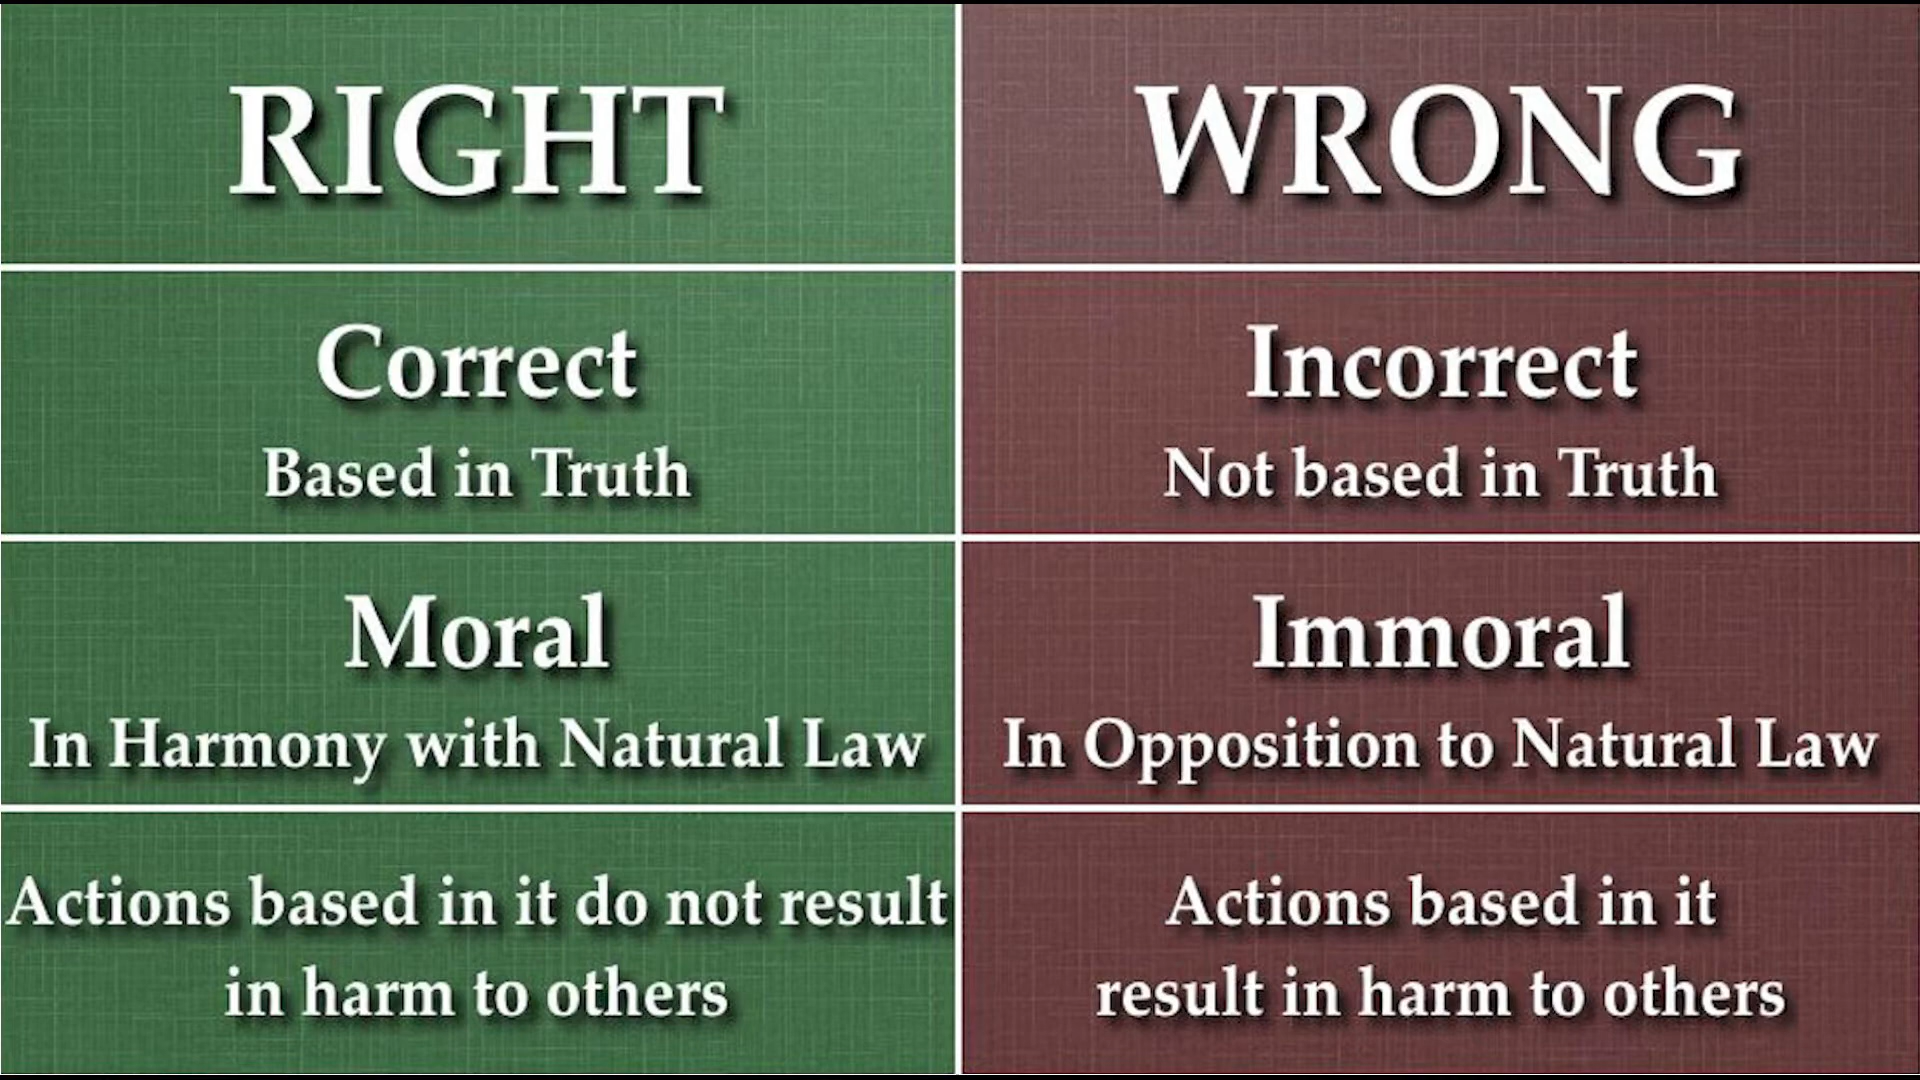 RIGHT
WRONG
Correct
Based in Truth
Incorrect
Not based in Truth
Moral
In Harmony with Natural Law
Immoral
In Opposition to Natural Law
Actions based in it do not result
in harm to others
Actions based in it
result in harm to others